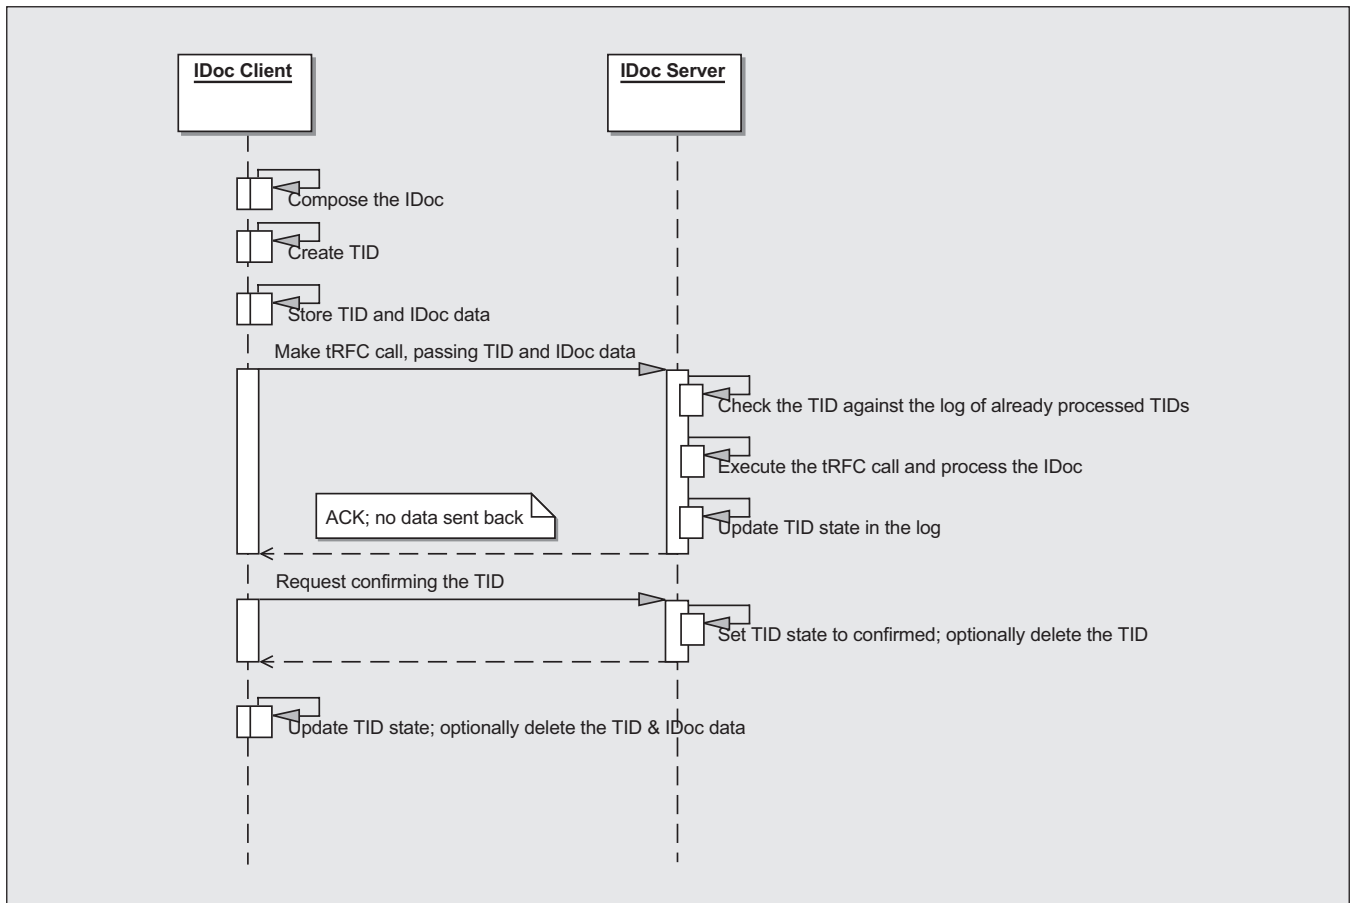 IDoc Client
IDoc Server
Compose the IDoc
Create TID
Store TID and IDoc data
Make tRFC call, passing TID and IDoc data
Check the TID against the log of already processed TIDs
Execute the tRFC call and process the IDoc
ACK; no data sent back
Update TID state in the log
Request confirming the TID
Set TID state to confirmed; optionally delete the TID
Update TID state; optionally delete the TID & IDoc data